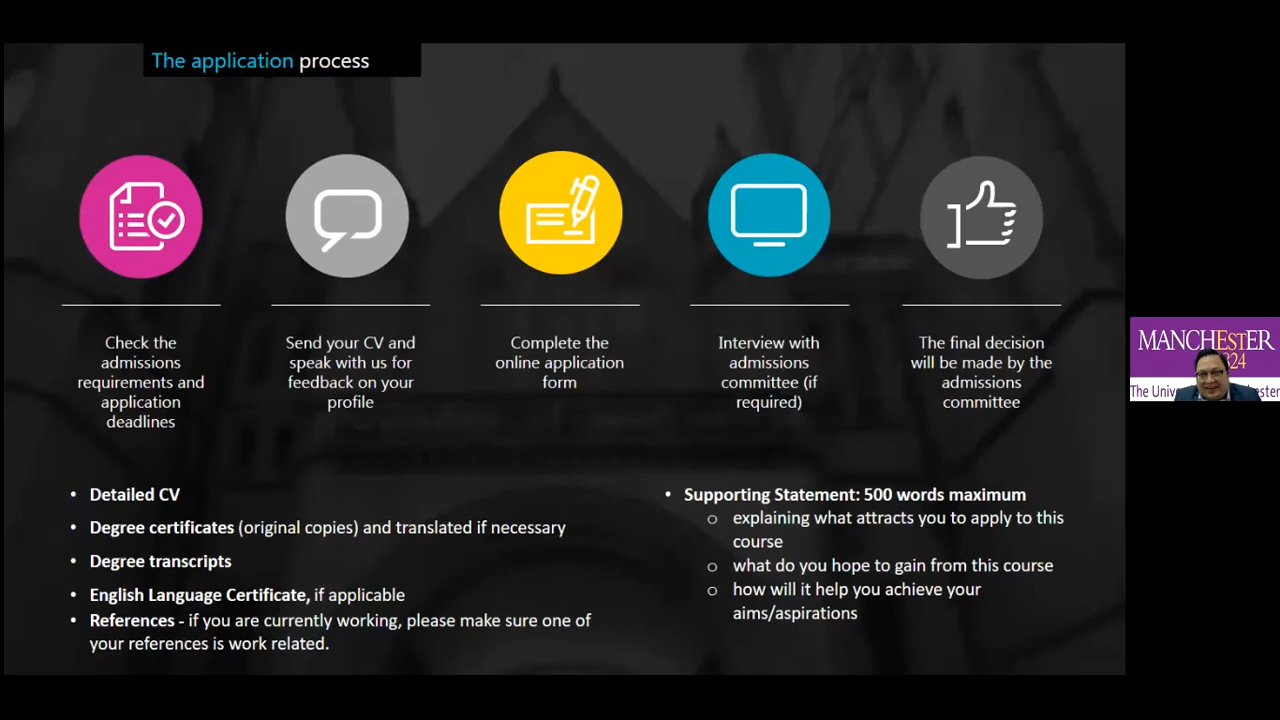 The application process
Check the
admissions
requirements and
application
deadlines
Send your CV and
speak with us for
feedback on your
profile
Complete the
online application
form
Interview with
admissions
committee (if
required)
The final decision
will be made by the
admissions
committee
• Detailed CV
• Degree certificates (original copies) and translated if necessary
• Degree transcripts
• English Language Certificate, if applicable
• References - if you are currently working, please make sure one of
your references is work related.
• Supporting Statement: 500 words maximum
o explaining what attracts you to apply to this
course
o what do you hope to gain from this course
o how will it help you achieve your
aims/aspirations
MANCHESTER
24
The